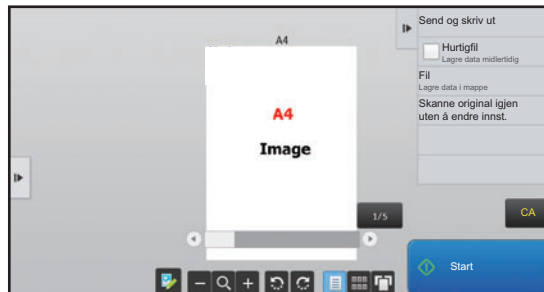 A4
A4
Image
1/5
Send og skriv ut
Hurtigfil
Lagre data midlertidig
Fil
Lagre data i mappe
Skanne original igjen
uten å endre innst.
CA
Start